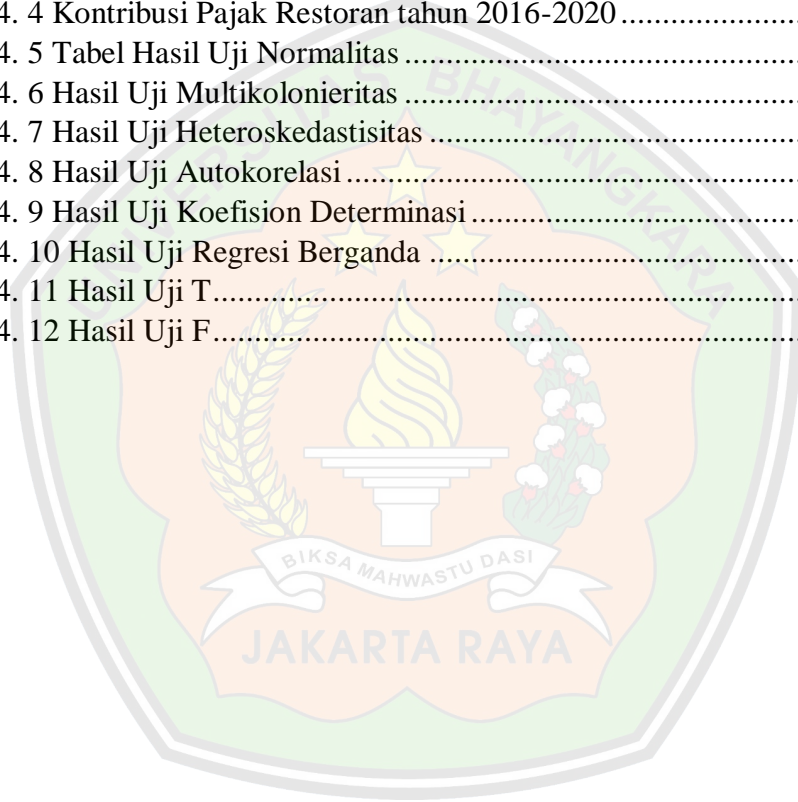 4. 4 Kontribusi Pajak Restoran tahun 2016-2020................................
4. 5 Tabel Hasil Uji Normalitas................................
4. 6 Hasil Uji Multikolonieritas................................
4. 7 Hasil Uji Heteroskedastisitas................................
4. 8 Hasil Uji Autokorelasi................................
4. 9 Hasil Uji Koefision Determinasi................................
4. 10 Hasil Uji Regresi Berganda ................................
4. 11 Hasil Uji T................................
4. 12 Hasil Uji F................................
UNIVERSITAS BHAYANGKARA
BIKSA MAHWASTU DASI
JAKARTA RAYA